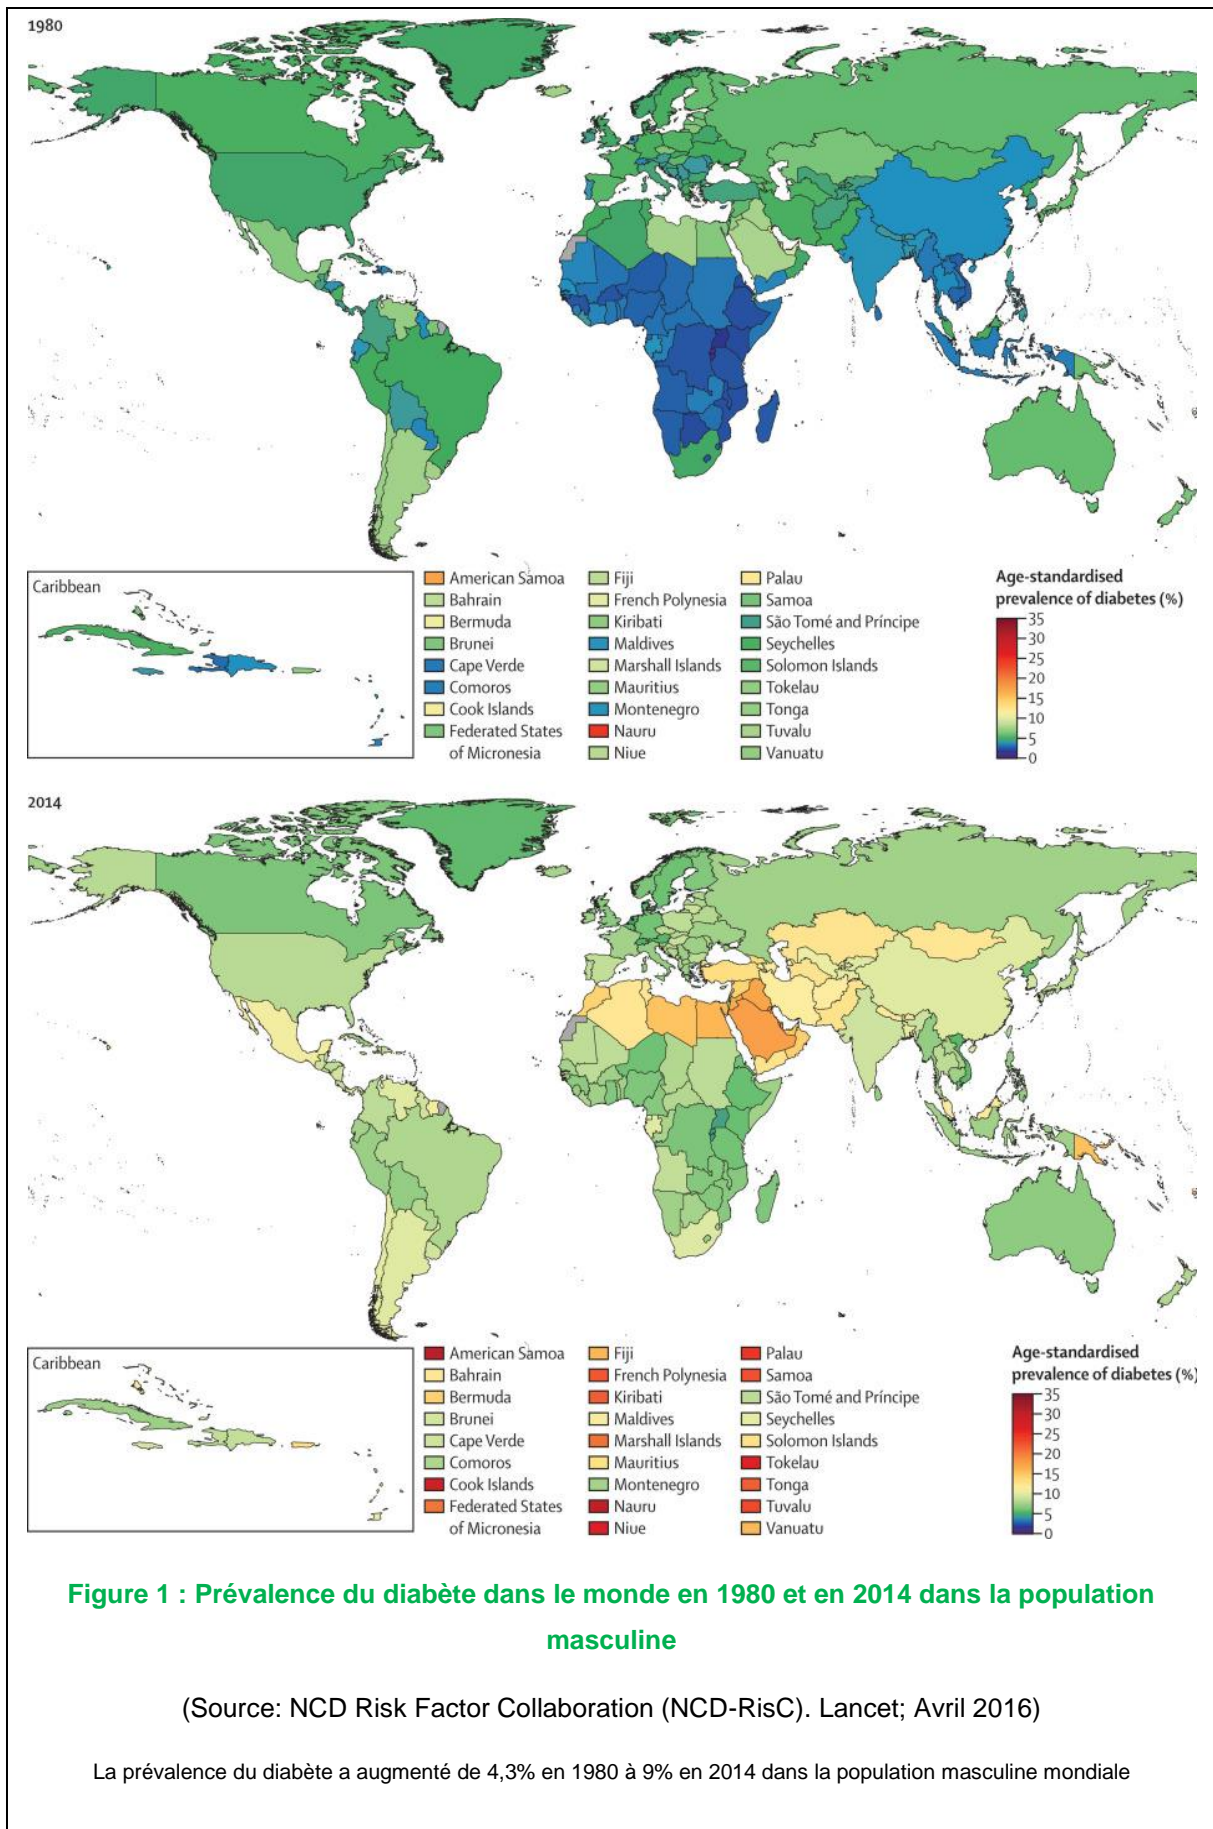 1980
Caribbean
American Samoa
Bahrain
Bermuda
Brunei
Cape Verde
Comoros
Cook Islands
Federated States
of Micronesia
Fiji
French Polynesia
Kiribati
Maldives
Marshall Islands
Mauritius
Montenegro
Nauru
Niue
Palau
Samoa
São Tomé and Príncipe
Seychelles
Solomon Islands
Tokelau
Tonga
Tuvalu
Vanuatu
Age-standardised
prevalence of diabetes (%)
35
30
25
20
15
10
5
0
2014
Caribbean
American Samoa
Bahrain
Bermuda
Brunei
Cape Verde
Comoros
Cook Islands
Federated States
of Micronesia
Fiji
French Polynesia
Kiribati
Maldives
Marshall Islands
Mauritius
Montenegro
Nauru
Niue
Palau
Samoa
São Tomé and Príncipe
Seychelles
Solomon Islands
Tokelau
Tonga
Tuvalu
Vanuatu
Age-standardised
prevalence of diabetes (%)
35
30
25
20
15
10
5
0
Figure 1 : Prévalence du diabète dans le monde en 1980 et en 2014 dans la population
masculine
(Source: NCD Risk Factor Collaboration (NCD-RisC). Lancet; Avril 2016)
La prévalence du diabète a augmenté de 4,3% en 1980 à 9% en 2014 dans la population masculine mondiale